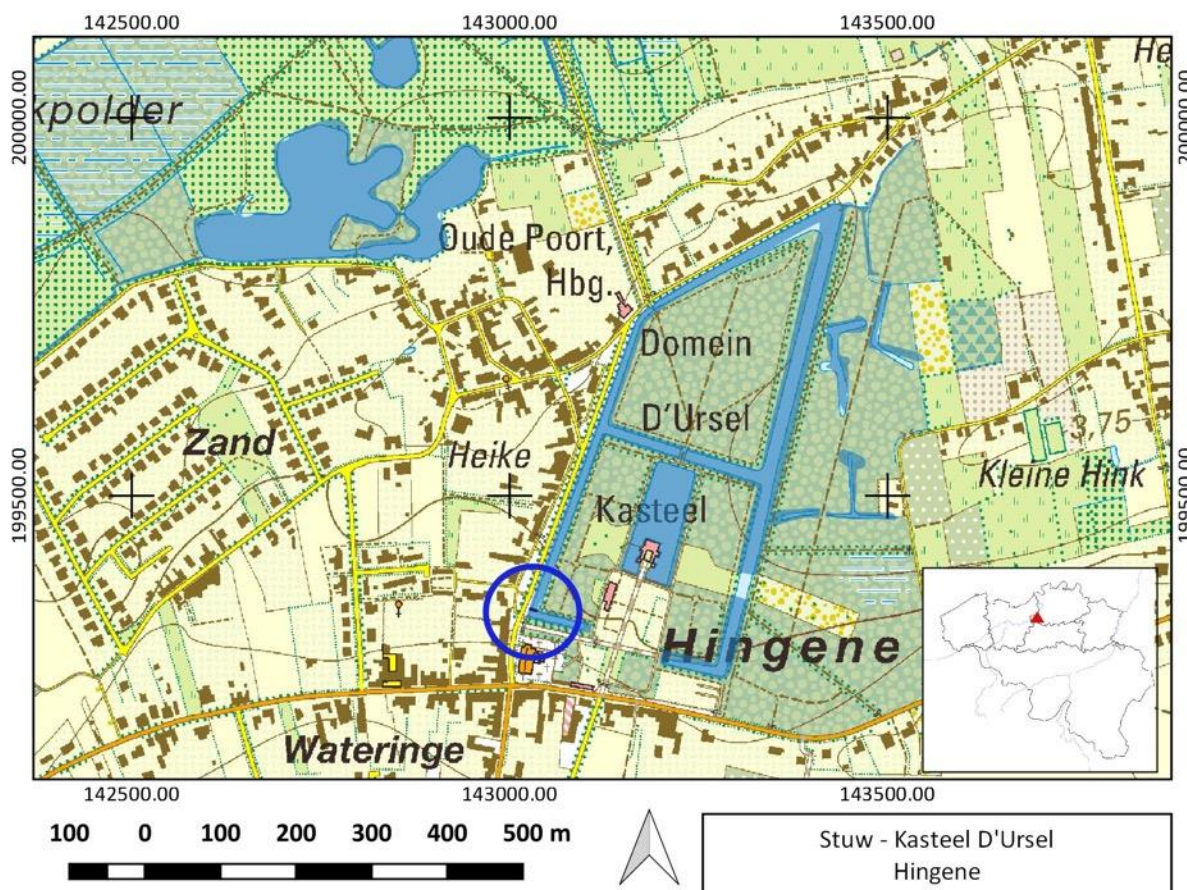 142500.00 143000.00 143500.00
200000.00
200000.00
199500.00
199500.00
kpolder
He
Oude Poort,
Hbg.
Domein
D'Ursel
Zand
Heike
3,75
Kleine Hink
Kasteel
Hingene
Wateringe
142500.00 143000.00 143500.00
100 0 100 200 300 400 500 m
Stuw - Kasteel D'Ursel
Hingene